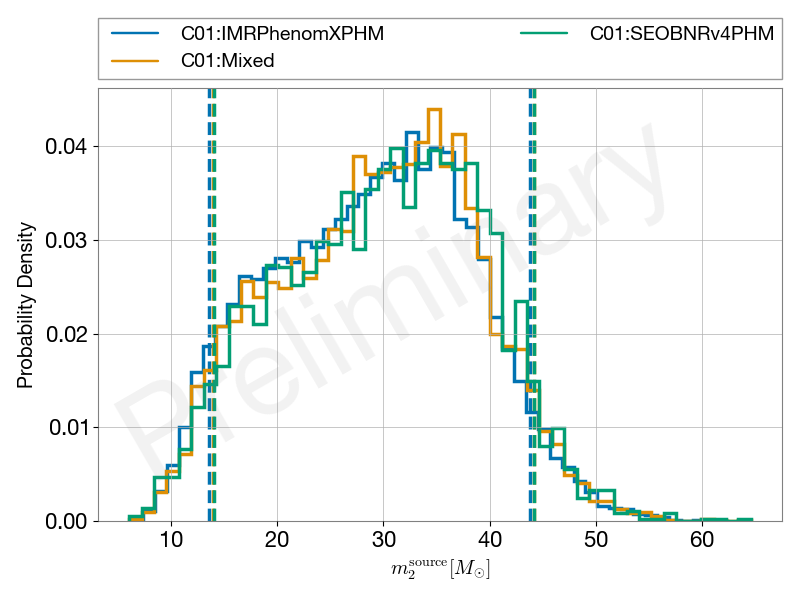 C01:IMRPhenomXPHM
C01:Mixed
C01:SEOBNRv4PHM
Probability Density
0.04
0.03
0.02
0.01
0.00
Preliminary
10 20 30 40 50 60
m₂^source [M⊙]